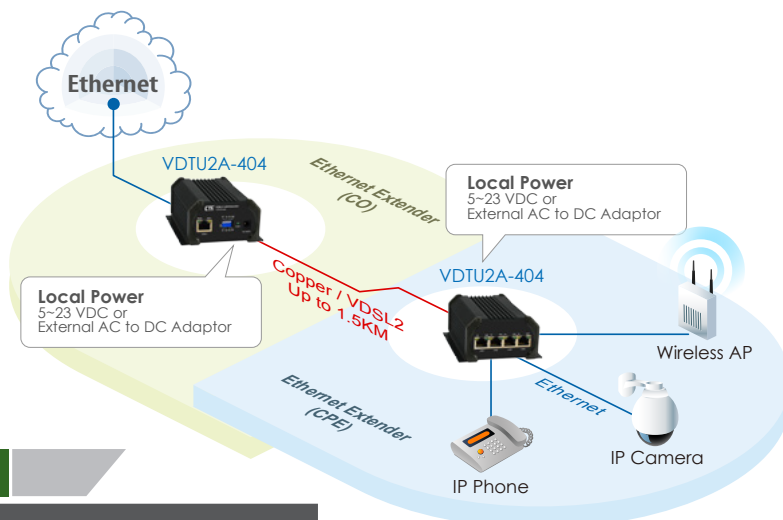 Ethernet
VDTU2A-404
Ethernet Extender
(CO)
Local Power
5~23 VDC or
External AC to DC Adaptor
Local Power
5~23 VDC or
External AC to DC Adaptor
Copper / VDSL2
Up to 1.5KM
VDTU2A-404
Wireless AP
Ethernet
Ethernet Extender
(CPE)
IP Camera
IP Phone